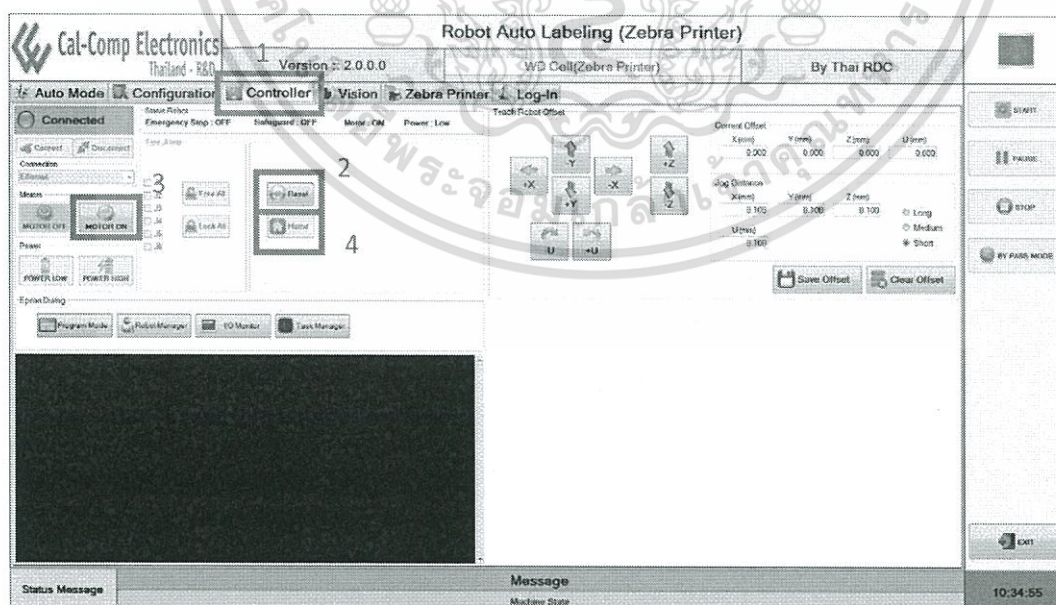 Cal-Comp Electronics
Thailand - R&D
Robot Auto Labeling (Zebra Printer)
Version :: 2.0.0.0
WD Cell(Zebra Printer)
By Thai RDC
1
Auto Mode
Configuration
Controller
Vision
Zebra Printer
Log-In
Connected
Status Robot
Emergency Stop : OFF
Safeguard : OFF
Motor : ON
Power : Low
Connect
Disconnect
Connection
Ethernet
Motors
MOTOR OFF
MOTOR ON
3
Power
POWER LOW
POWER HIGH
Free All
Lock All
2
Reset
Home
4
Teach Robot Offset
-Y
+X
-X
+Y
+Z
-Z
-U
+U
Current Offset
X(mm)
Y(mm)
Z(mm)
U(mm)
0.000
0.000
0.000
0.000
Jog Distance
X(mm)
Y(mm)
Z(mm)
0.100
0.100
0.100
U(mm)
0.100
Long
Medium
Short
Save Offset
Clear Offset
Epson Dialog
Program Mode
Robot Manager
I/O Monitor
Task Manager
START
PAUSE
STOP
BY PASS MODE
EXIT
Status Message
Message
Machine State
10:34:55